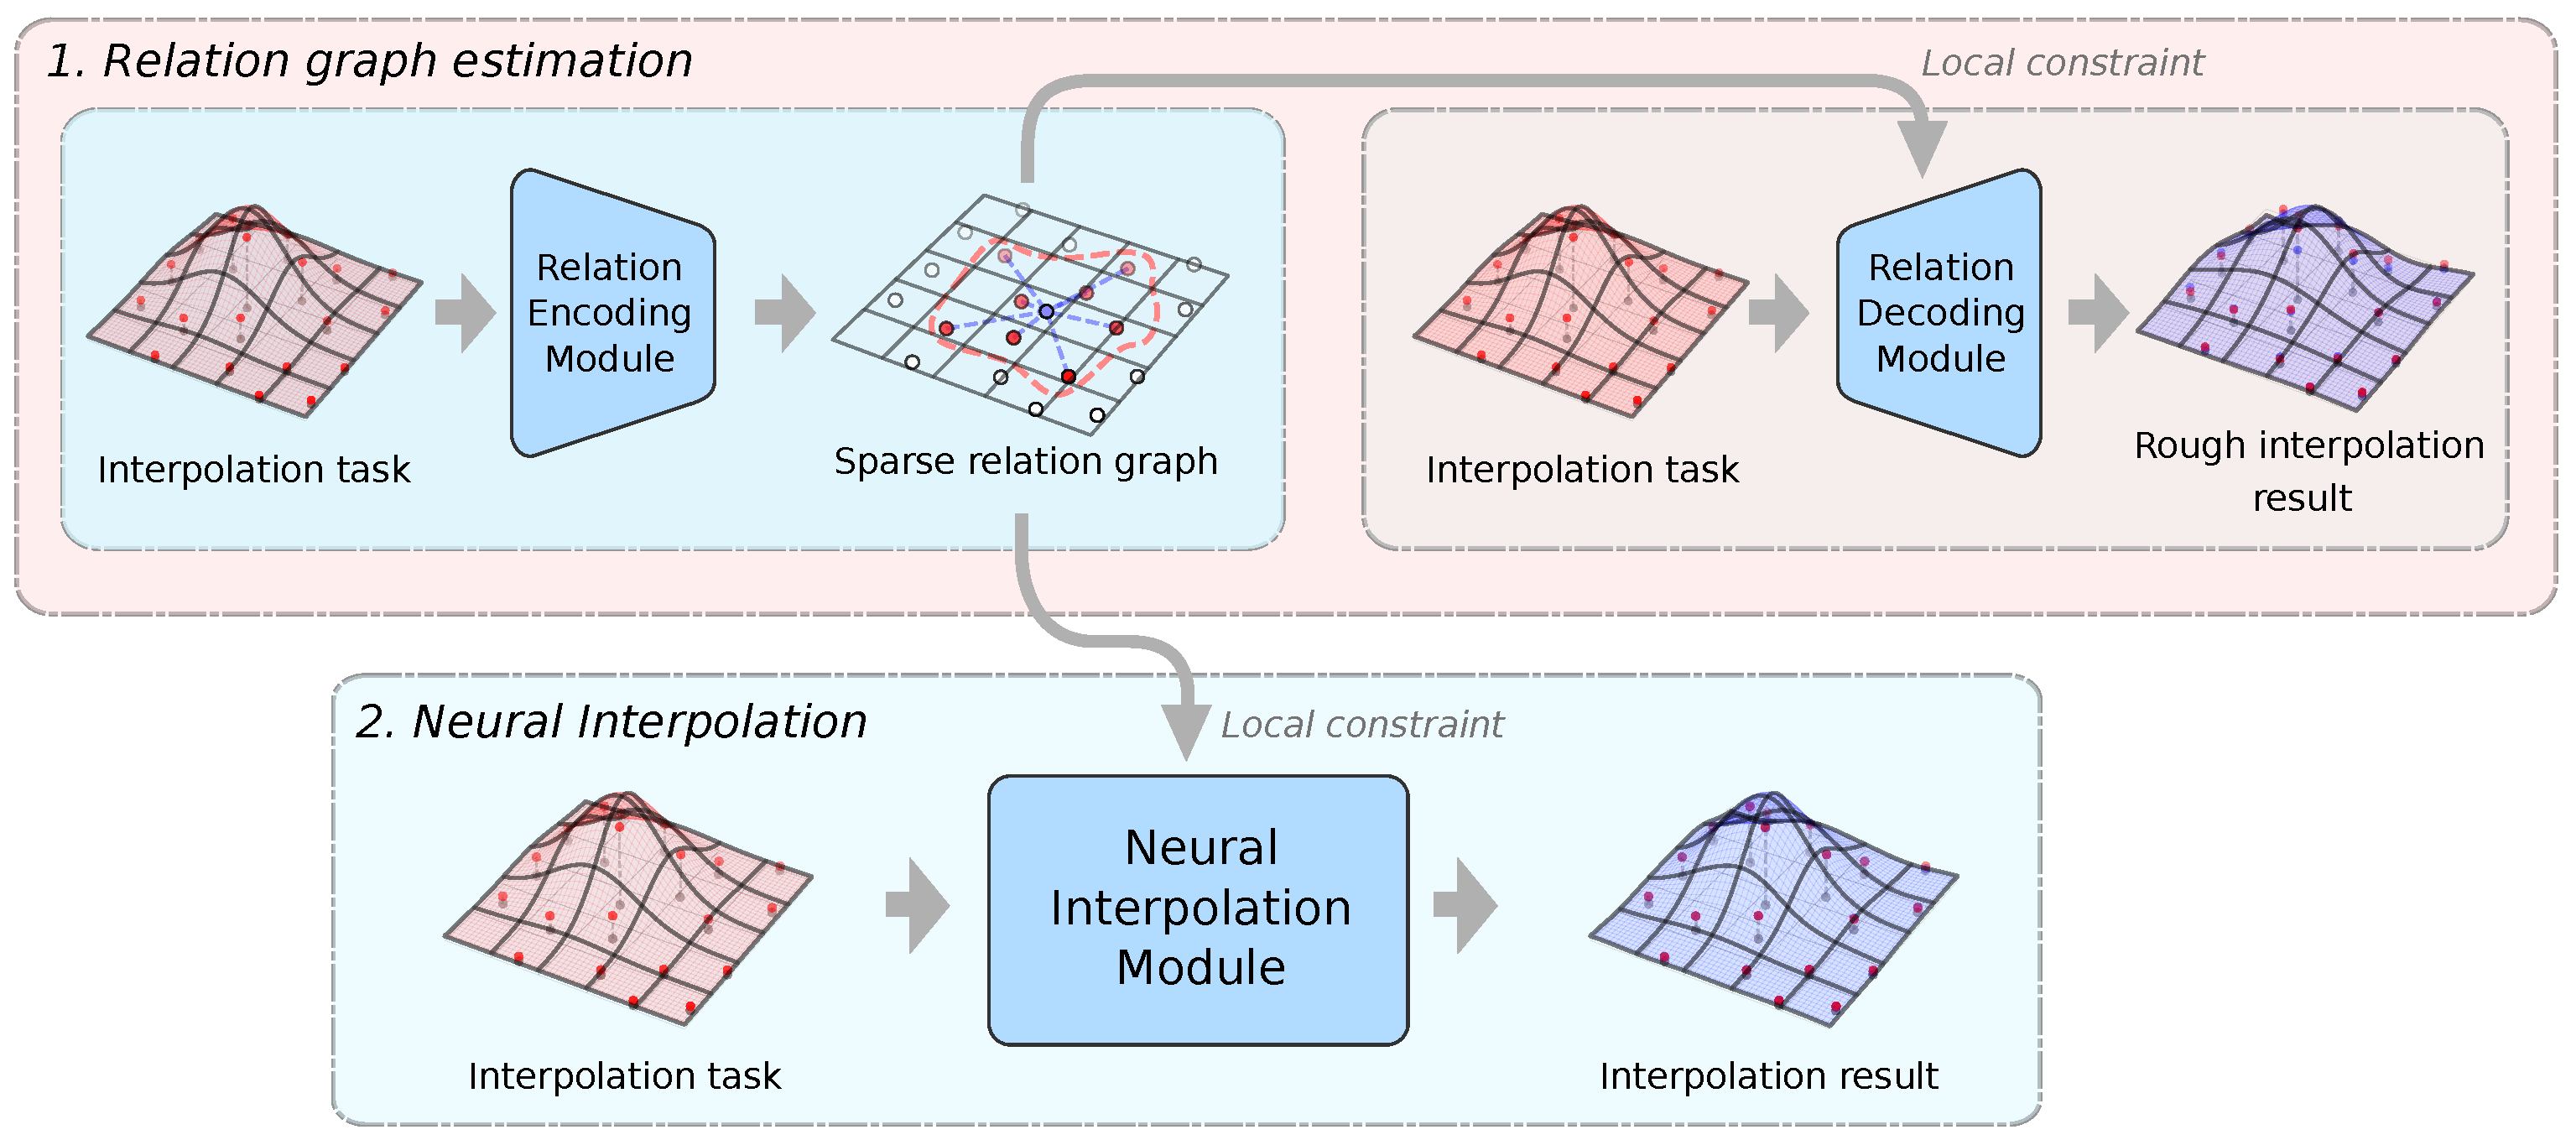 1. Relation graph estimation
Local constraint
Relation
Encoding
Module
Interpolation task
Sparse relation graph
Relation
Decoding
Module
Interpolation task
Rough interpolation
result
2. Neural Interpolation
Local constraint
Neural
Interpolation
Module
Interpolation task
Interpolation result